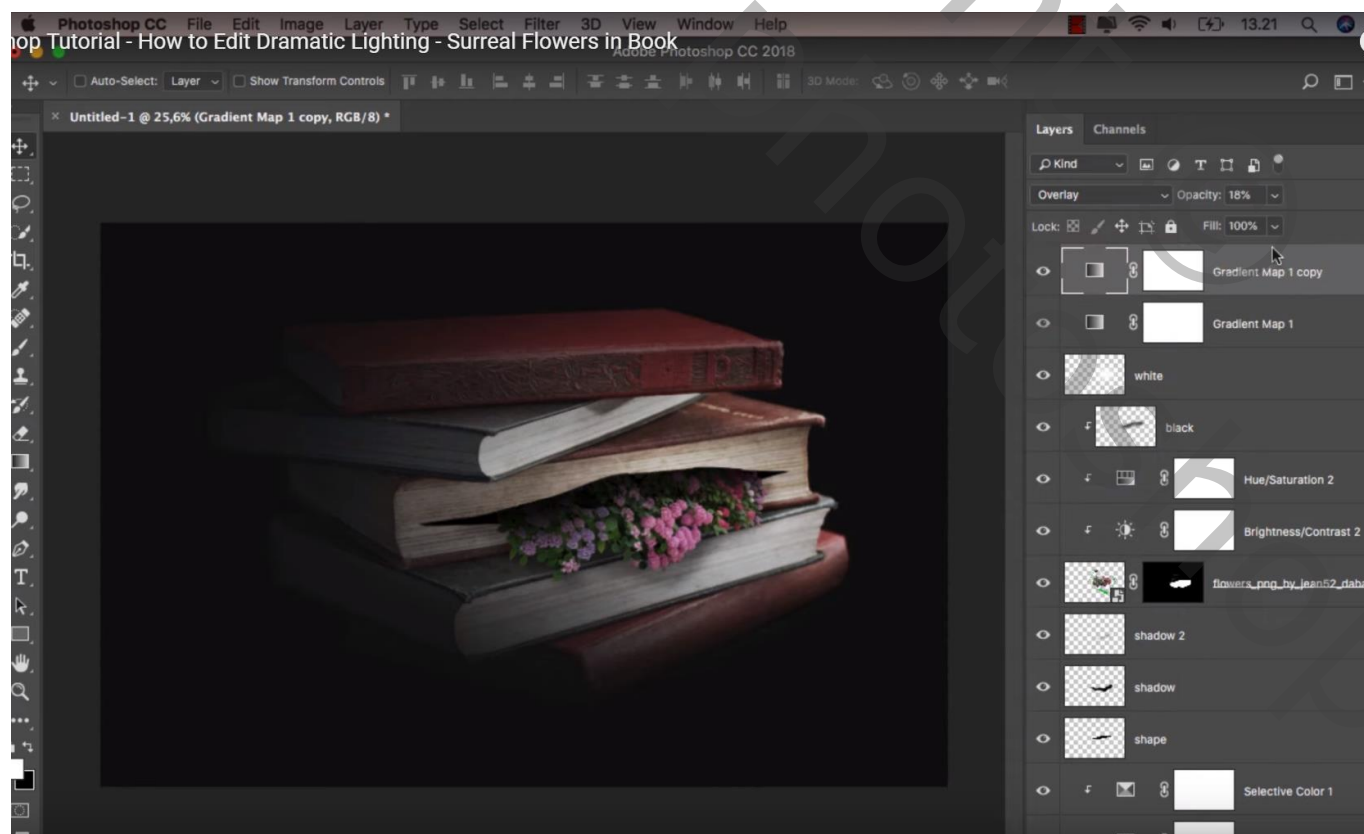 Photoshop CC File Edit Image Layer Type Select Filter 3D View Window Help 13.21
op Tutorial - How to Edit Dramatic Lighting - Surreal Flowers in Book
Adobe Photoshop CC 2018
Auto-Select: Layer Show Transform Controls 3D Mode:
× Untitled-1 @ 25,6% (Gradient Map 1 copy, RGB/8) *
Layers Channels
Kind
Overlay Opacity: 18%
Lock: Fill: 100%
Gradient Map 1 copy
Gradient Map 1
white
black
Hue/Saturation 2
Brightness/Contrast 2
flowers_png_by_jean52_daba
shadow 2
shadow
shape
Selective Color 1